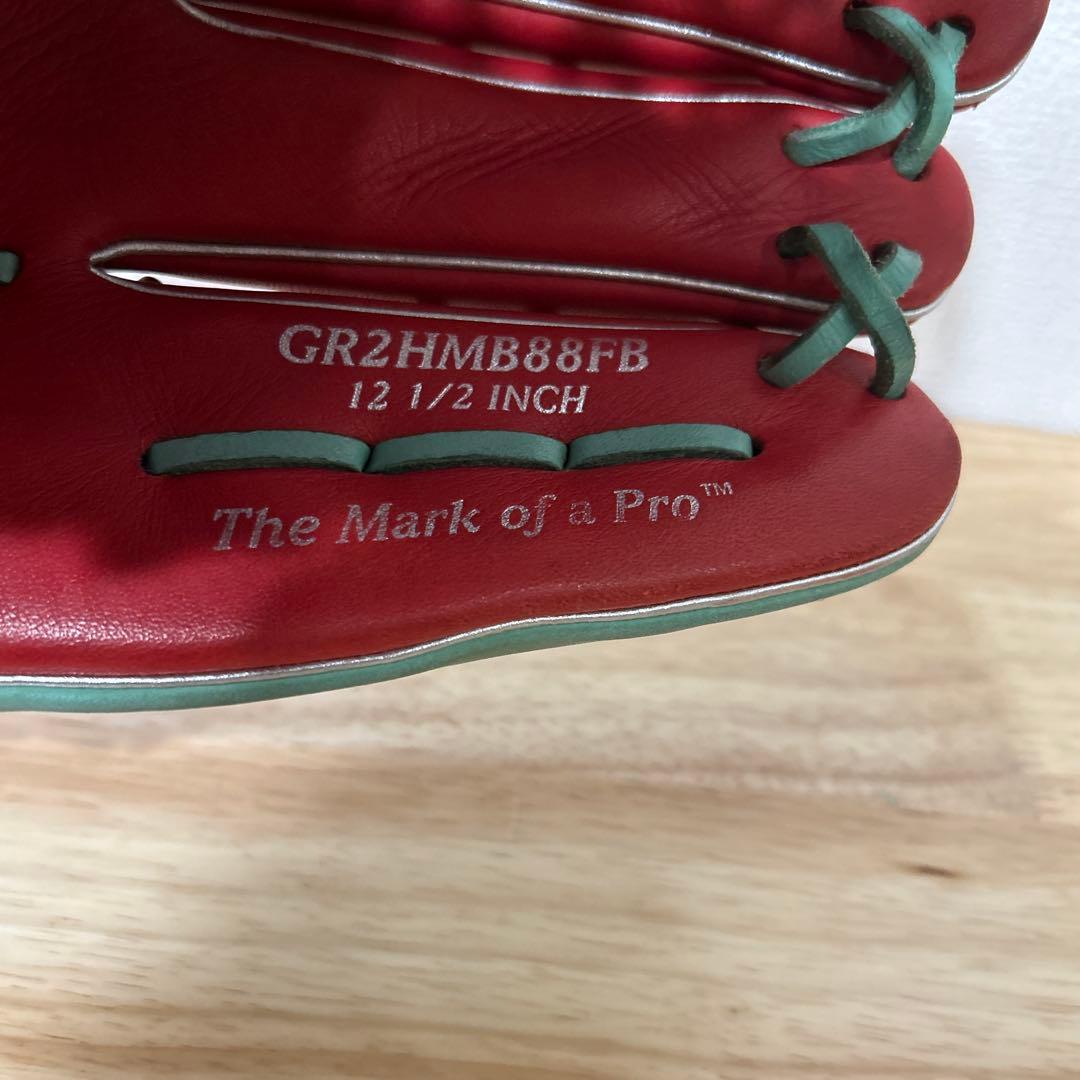 GR2HMB88FB
12 1/2 INCH
The Mark of a Pro™